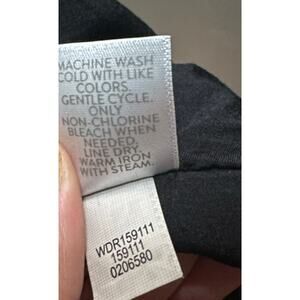 MACHINE WASH
COLD WITH LIKE
COLORS.
GENTLE CYCLE.
ONLY
NON-CHLORINE
BLEACH WHEN
NEEDED,
LINE DRY.
WARM IRON
WITH STEAM.
WDR159111
159111
0206580